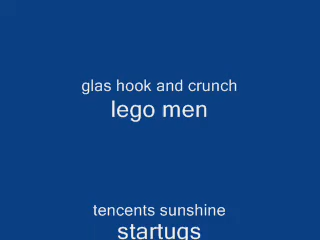 glas hook and crunch
lego men
tencents sunshine
startugs